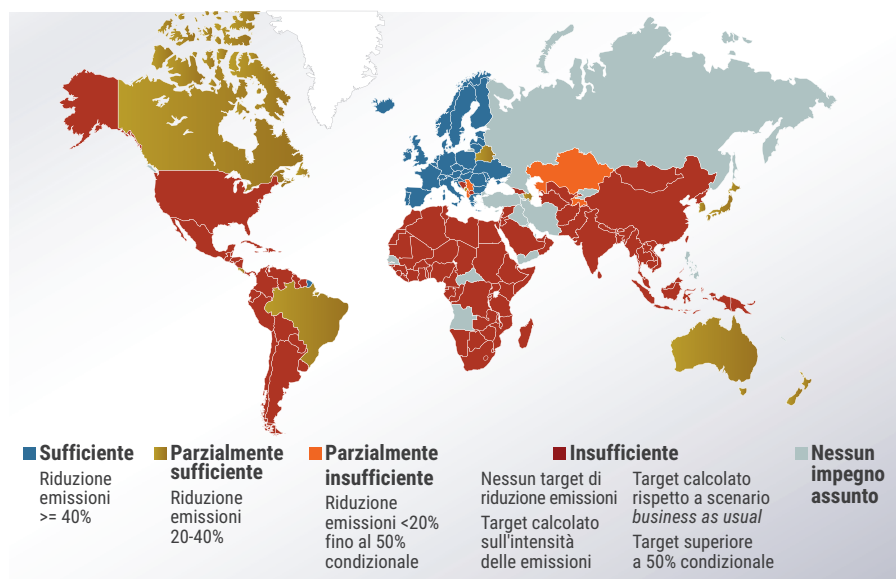 Sufficiente
Riduzione
emissioni
>= 40%
Parzialmente
sufficiente
Riduzione
emissioni
20-40%
Parzialmente
insufficiente
Riduzione
emissioni <20%
fino al 50%
condizionale
Insufficiente
Nessun target di
riduzione emissioni
Target calcolato
sull'intensità
delle emissioni
Target calcolato
rispetto a scenario
business as usual
Target superiore
a 50% condizionale
Nessun
impegno
assunto